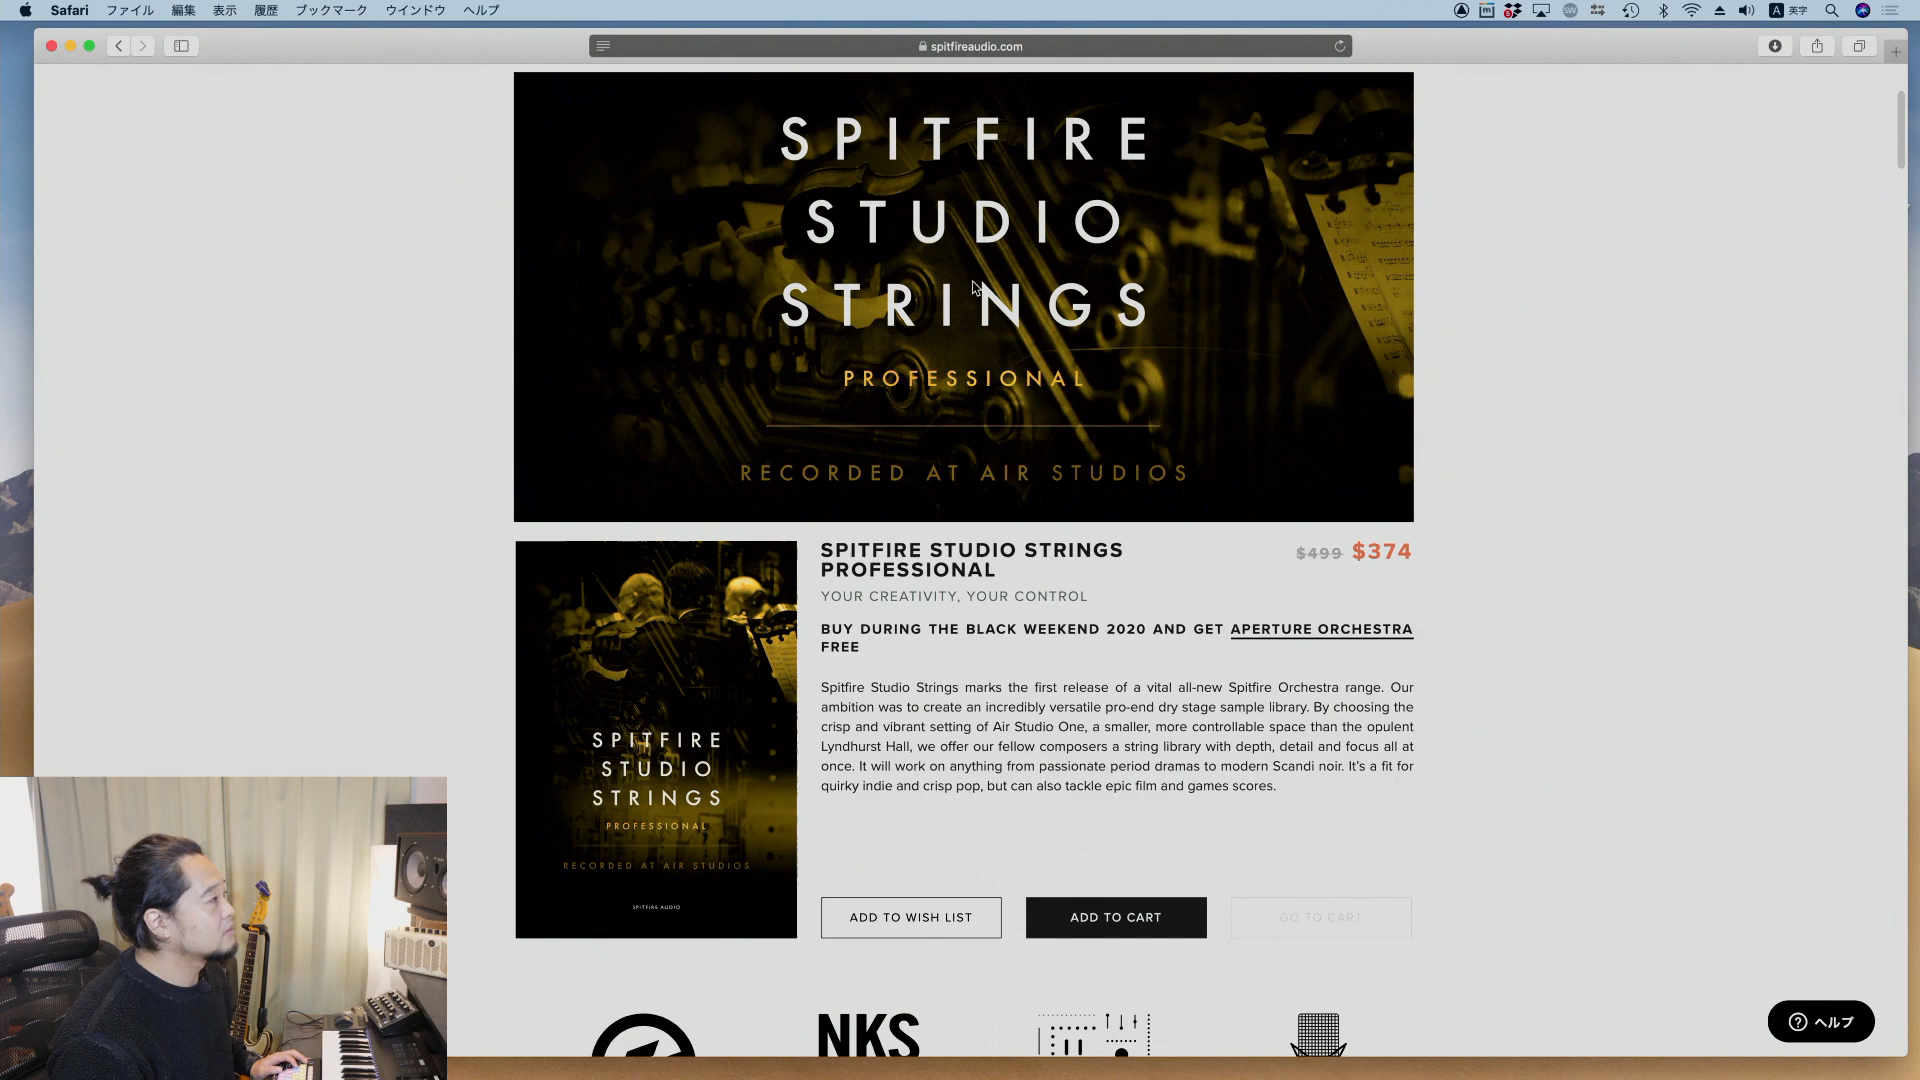 Safari ファイル 編集 表示 履歴 ブックマーク ウインドウ ヘルプ
A 英字
spitfireaudio.com
SPITFIRE
STUDIO
STRINGS
PROFESSIONAL
RECORDED AT AIR STUDIOS
SPITFIRE STUDIO STRINGS
PROFESSIONAL
$499 $374
YOUR CREATIVITY, YOUR CONTROL
BUY DURING THE BLACK WEEKEND 2020 AND GET APERTURE ORCHESTRA
FREE
Spitfire Studio Strings marks the first release of a vital all-new Spitfire Orchestra range. Our
ambition was to create an incredibly versatile pro-end dry stage sample library. By choosing the
crisp and vibrant setting of Air Studio One, a smaller, more controllable space than the opulent
Lyndhurst Hall, we offer our fellow composers a string library with depth, detail and focus all at
once. It will work on anything from passionate period dramas to modern Scandi noir. It's a fit for
quirky indie and crisp pop, but can also tackle epic film and games scores.
SPITFIRE
STUDIO
STRINGS
PROFESSIONAL
RECORDED AT AIR STUDIOS
SPITFIRE AUDIO
ADD TO WISH LIST
ADD TO CART
GO TO CART
NKS
ヘルプ